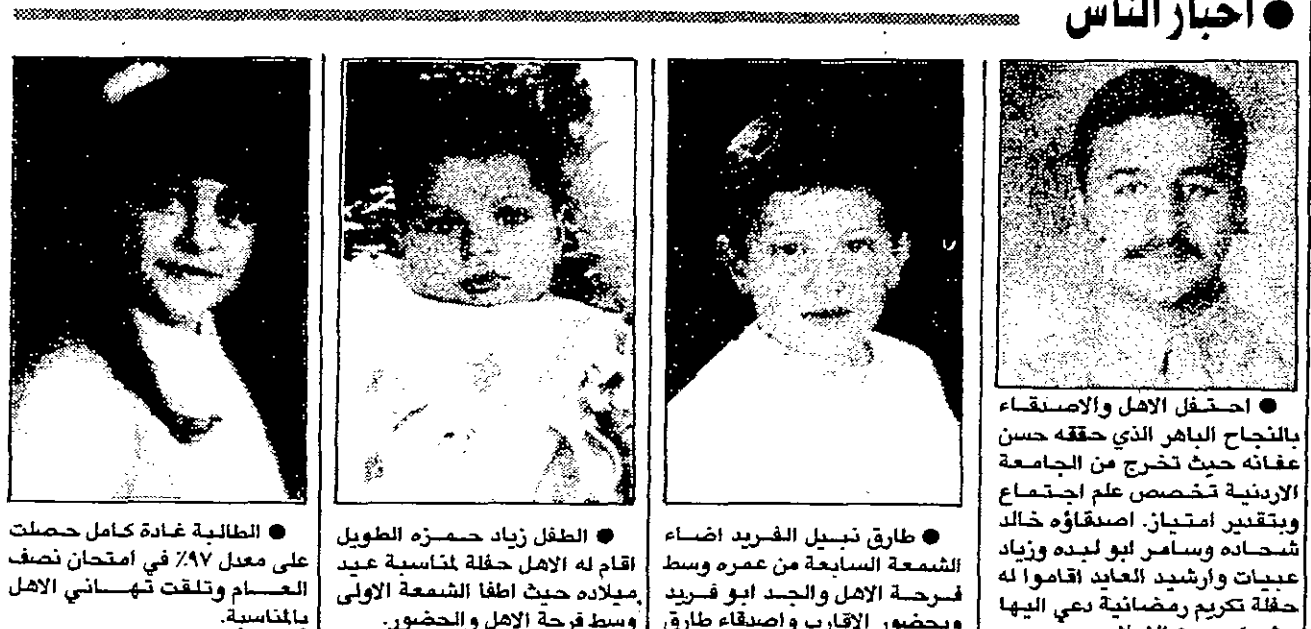 ● اخبار الناس
● احتفل الاهل والاصدقاء
بالنجاح الباهر الذي حققه حسن
عفانه حيث تخرج من الجامعة
الاردنية تخصص علم اجتماع
وبتقدير امتياز. اصدقاؤه خالد
شحاده وسامر ابو لبده وزياد
عبيات وارشيد العايد اقاموا له
حفلة تكريم رمضانية دعي اليها
● طارق نبيل الفريد اضاء
الشمعة السابعة من عمره وسط
فرحة الاهل والجد ابو فريد
وبحضور الاقارب واصدقاء طارق
● الطفل زياد حمزه الطويل
اقام له الاهل حفلة لمناسبة عيد
ميلاده حيث اطفا الشمعة الاولى
وسط فرحة الاهل والحضور.
● الطالبة غادة كامل حصلت
على معدل ٩٧٪ في امتحان نصف
العام وتلقت تهاني الاهل
بالمناسبة.